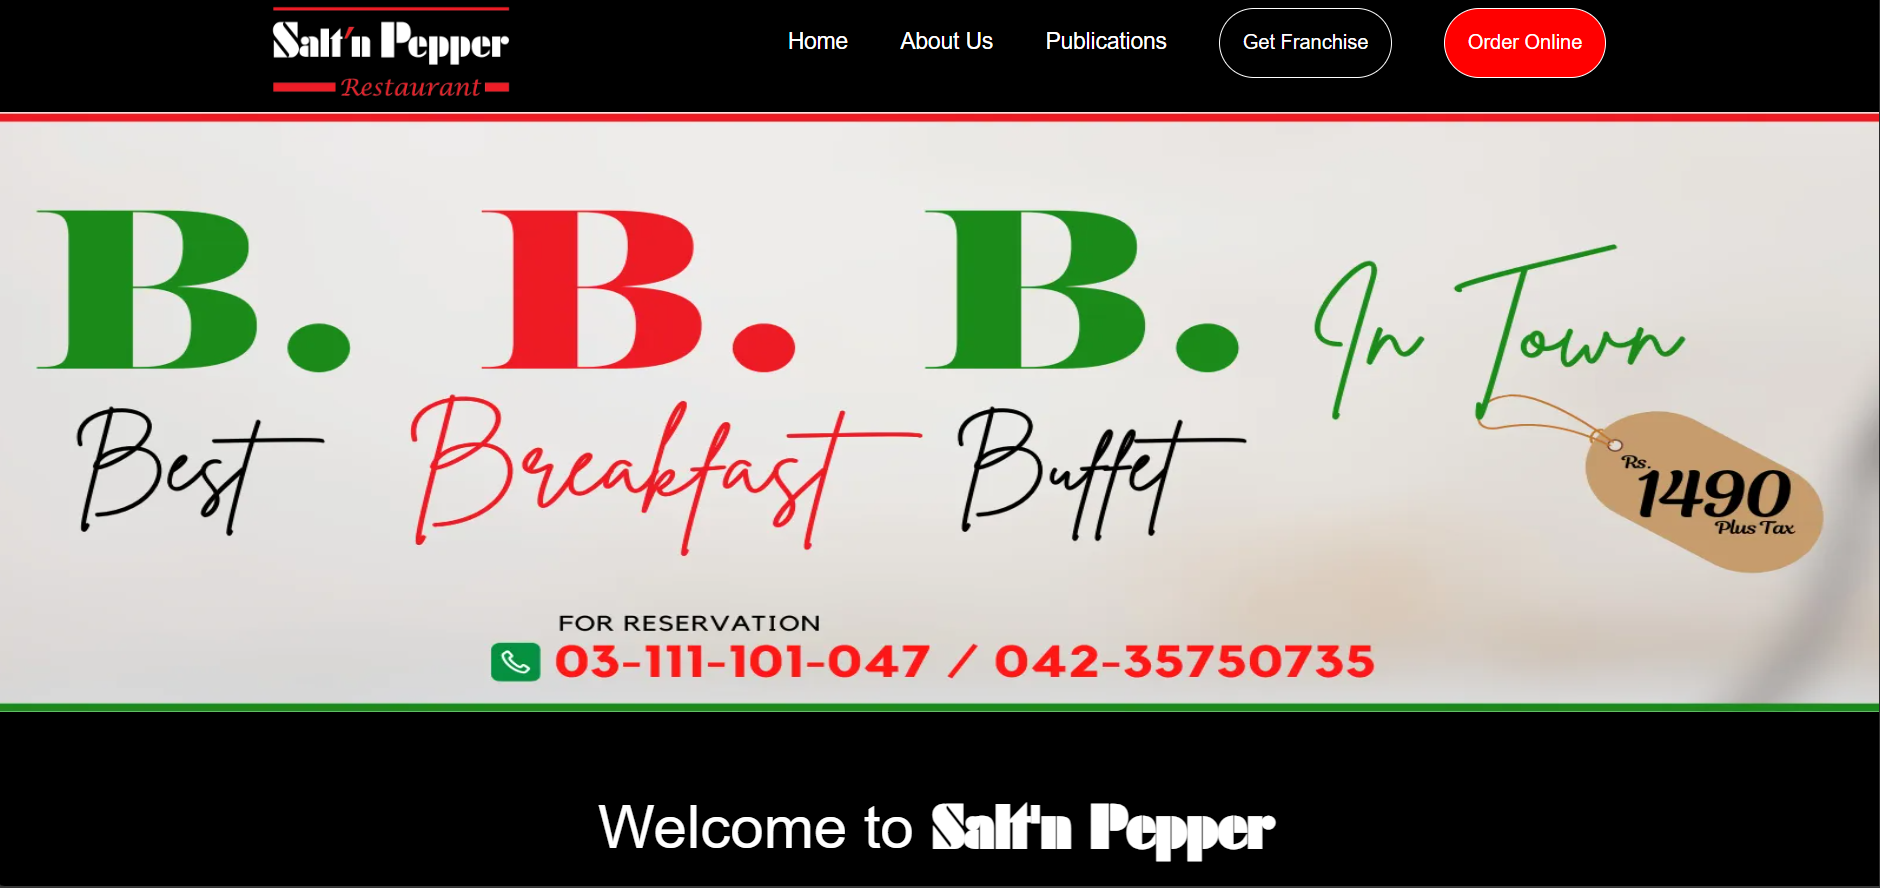 Salt'n Pepper
Restaurant
Home
About Us
Publications
Get Franchise
Order Online
B. B. B. In Town
Best Breakfast Buffet
Rs.
1490
Plus Tax
FOR RESERVATION
03-111-101-047 / 042-35750735
Welcome to Salt'n Pepper